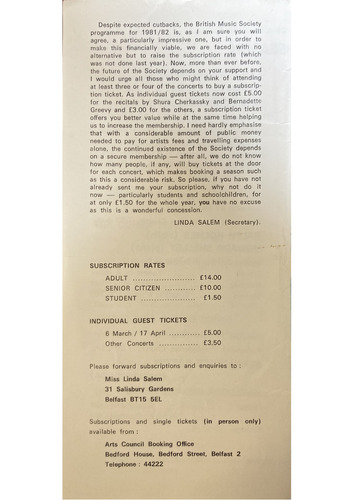 Despite expected cutbacks, the British Music Society
programme for 1981/82 is, as I am sure you will
agree, a particularly impressive one, but in order to
make this financially viable, we are faced with no
alternative but to raise the subscription rate (which
was not done last year). Now, more than ever before,
the future of the Society depends on your support and
I would urge all those who might think of attending
at least three or four of the concerts to buy a subscrip-
tion ticket. As individual guest tickets now cost £5.00
for the recitals by Shura Cherkassky and Bernadette
Greevy and £3.00 for the others, a subscription ticket
offers you better value while at the same time helping
us to increase the membership. I need hardly emphasise
that with a considerable amount of public money
needed to pay for artists fees and travelling expenses
alone, the continued existence of the Society depends
on a secure membership — after all, we do not know
how many people, if any, will buy tickets at the door
for each concert, which makes booking a season such
as this a considerable risk. So please, if you have not
already sent me your subscription, why not do it
now — particularly students and schoolchildren, for
at only £1.50 for the whole year, you have no excuse
as this is a wonderful concession.
LINDA SALEM (Secretary).
SUBSCRIPTION RATES
ADULT ....................... £14.00
SENIOR CITIZEN ............ £10.00
STUDENT .................... £1.50
INDIVIDUAL GUEST TICKETS
6 March / 17 April ............ £5.00
Other Concerts ............... £3.50
Please forward subscriptions and enquiries to :
Miss Linda Salem
31 Salisbury Gardens
Belfast BT15 5EL
Subscriptions and single tickets (in person only)
available from :
Arts Council Booking Office
Bedford House, Bedford Street, Belfast 2
Telephone : 44222